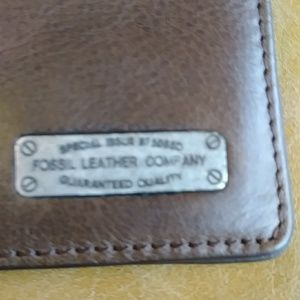 SPECIAL ISSUE
FOSSIL LEATHER COMPANY
GUARANTEED QUALITY